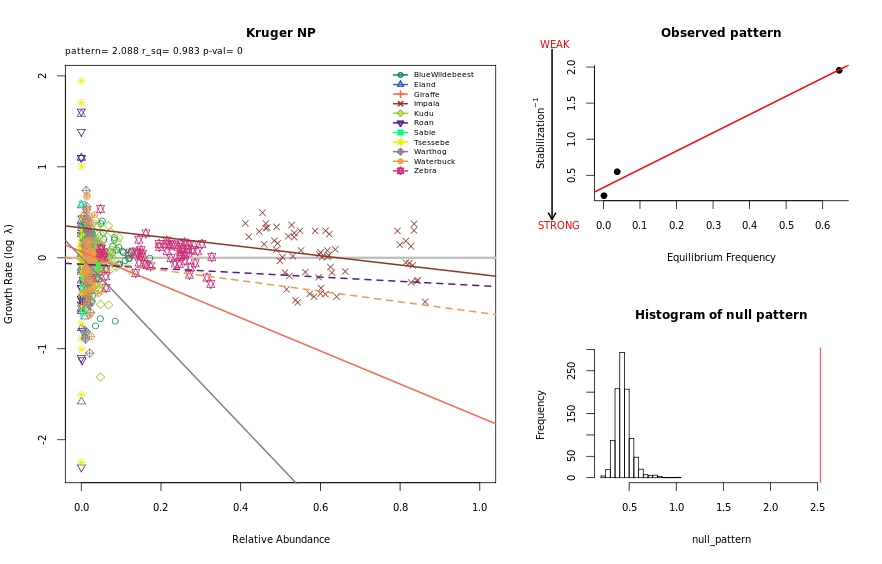 Kruger NP
pattern= 2.088 r_sq= 0.983 p-val= 0
Growth Rate (log λ)
2
1
0
-1
-2
BlueWildebeest
Eland
Giraffe
Impala
Kudu
Roan
Sable
Tsessebe
Warthog
Waterbuck
Zebra
0.0 0.2 0.4 0.6 0.8 1.0
Relative Abundance
Observed pattern
WEAK
Stabilization-1
STRONG
2.0
1.5
1.0
0.5
0.0 0.1 0.2 0.3 0.4 0.5 0.6
Equilibrium Frequency
Histogram of null pattern
Frequency
250
150
50
0
0.5 1.0 1.5 2.0 2.5
null_pattern